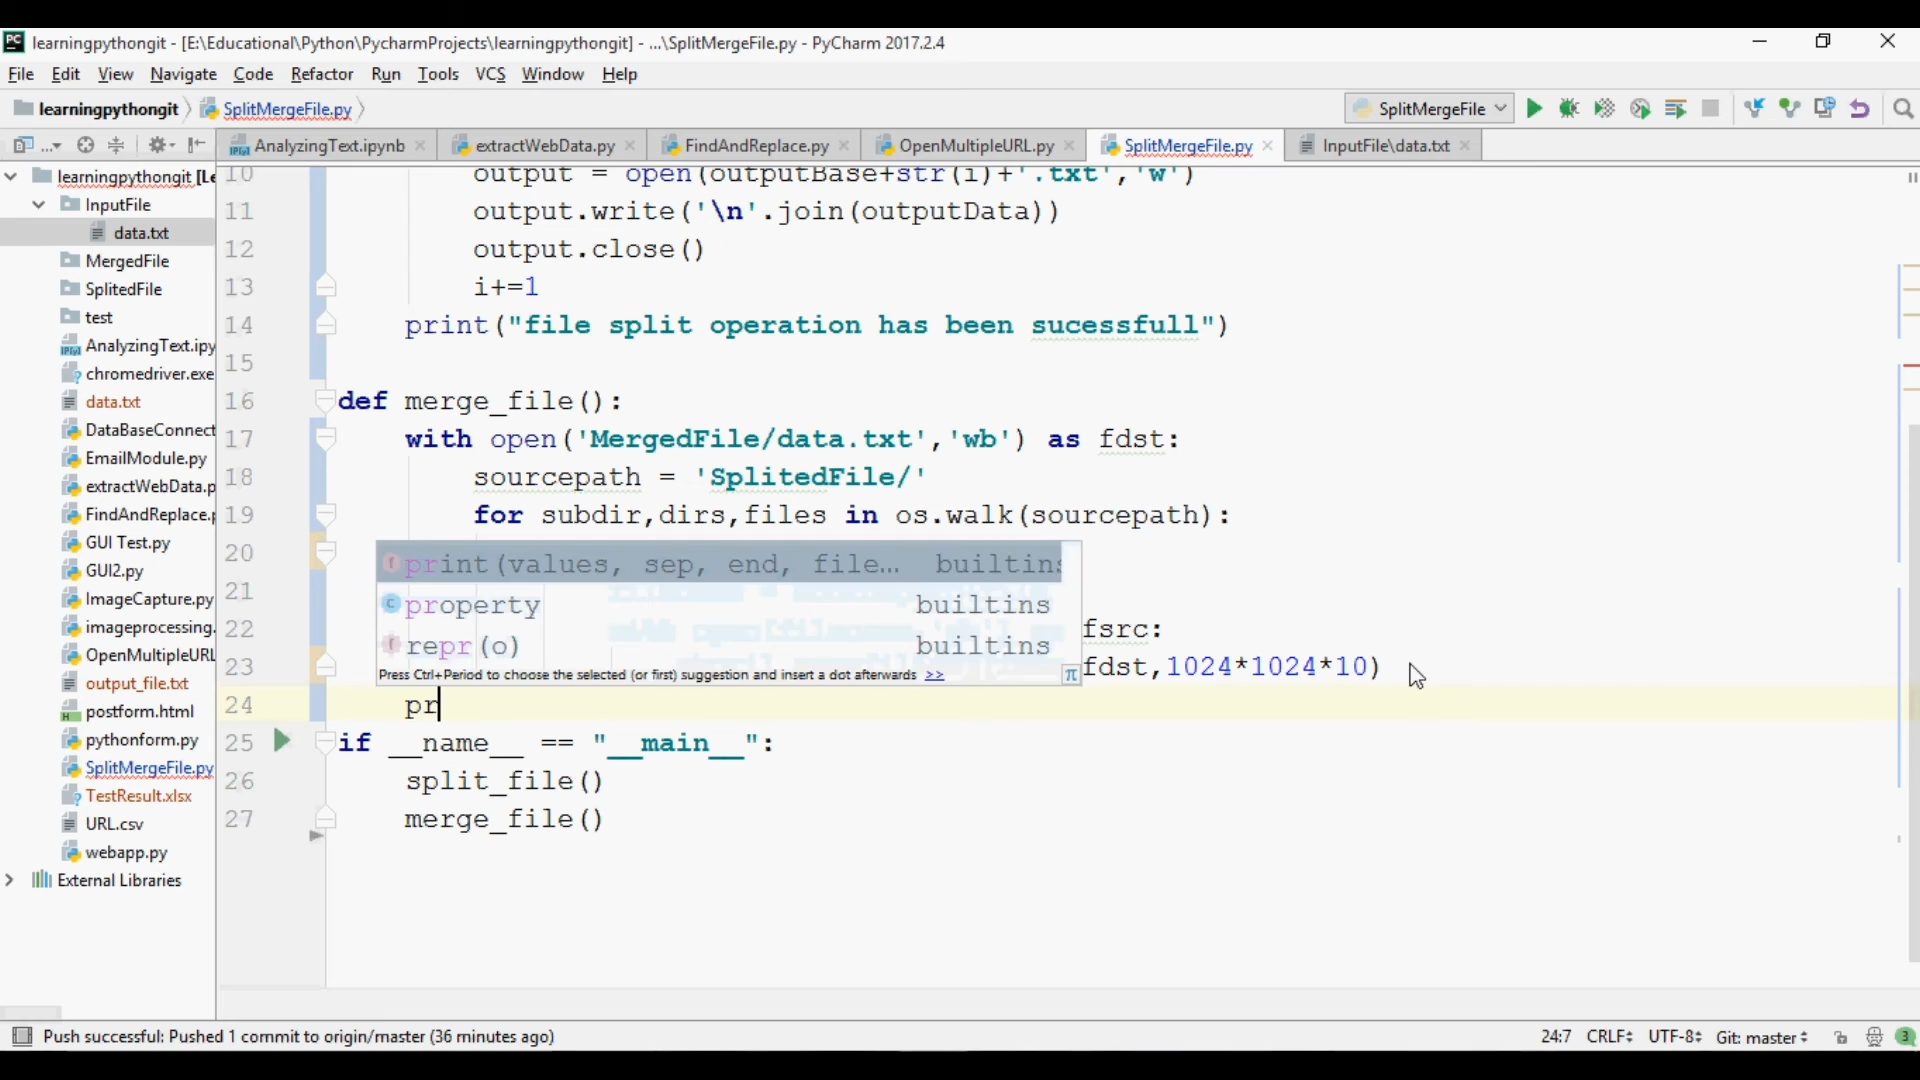 learningpythongit - [E:\Educational\Python\PycharmProjects\learningpythongit] - ...\SplitMergeFile.py - PyCharm 2017.2.4
File Edit View Navigate Code Refactor Run Tools VCS Window Help
learningpythongit SplitMergeFile.py SplitMergeFile
AnalyzingText.ipynb extractWebData.py FindAndReplace.py OpenMultipleURL.py SplitMergeFile.py InputFile\data.txt
learningpythongit [Le
InputFile
data.txt
MergedFile
SplitedFile
test
AnalyzingText.ipy
chromedriver.exe
data.txt
DataBaseConnect
EmailModule.py
extractWebData.p
FindAndReplace.p
GUI Test.py
GUI2.py
ImageCapture.py
imageprocessing.
OpenMultipleURL
output_file.txt
postform.html
pythonform.py
SplitMergeFile.py
TestResult.xlsx
URL.csv
webapp.py
External Libraries
10 output = open(outputBase+str(i)+'.txt','w')
11 output.write('\n'.join(outputData))
12 output.close()
13 i+=1
14 print("file split operation has been sucessfull")
15
16 def merge_file():
17 with open('MergedFile/data.txt','wb') as fdst:
18 sourcepath = 'SplitedFile/'
19 for subdir,dirs,files in os.walk(sourcepath):
20
21
22 fsrc:
23 fdst,1024*1024*10)
24 pr
25 if __name__ == "__main__":
26 split_file()
27 merge_file()
print(values, sep, end, file... builtins
property builtins
repr(o) builtins
Press Ctrl+Period to choose the selected (or first) suggestion and insert a dot afterwards >>
π
Push successful: Pushed 1 commit to origin/master (36 minutes ago) 24:7 CRLF UTF-8 Git: master 3